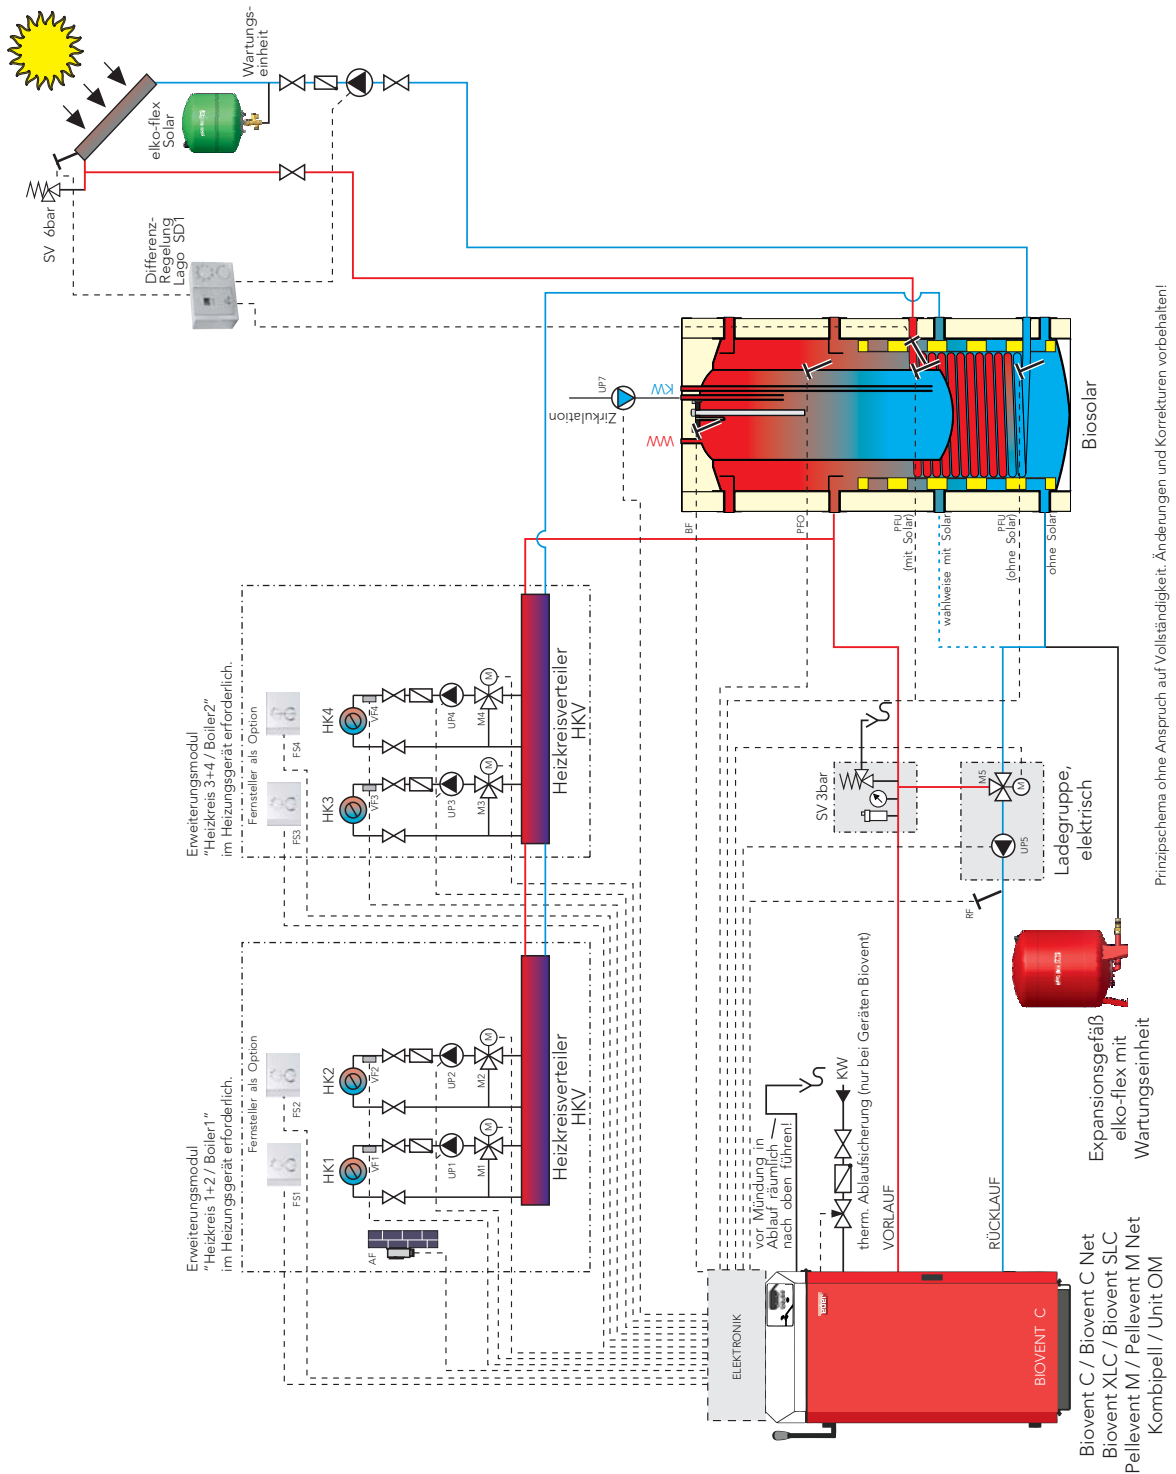 Wartungs-
einheit
elko-flex
Solar
SV 6bar
Differenz-
Regelung
Lago SD1
Zirkulation
UP7
KW
WW
Biosolar
BF
PFO
PFU
(mit Solar)
wahlweise mit Solar
PFU
(ohne Solar)
ohne Solar
Erweiterungsmodul
"Heizkreis 3+4 / Boiler2"
im Heizungsgerät erforderlich.
Fernsteller als Option
FS4
FS3
HK4
HK3
VF4
VF3
UP4
UP3
M
M4
M
M3
Heizkreisverteiler
HKV
Erweiterungsmodul
"Heizkreis 1+2 / Boiler1"
im Heizungsgerät erforderlich.
Fernsteller als Option
FS2
FS1
HK2
HK1
VF2
VF1
UP2
UP1
M
M2
M
M1
Heizkreisverteiler
HKV
AF
SV 3bar
M5
M
UP5
Ladegruppe,
elektrisch
RF
Expansionsgefäß
elko-flex mit
Wartungseinheit
vor Mündung in
Ablauf räumlich
nach oben führen!
KW
therm. Ablaufsicherung (nur bei Geräten Biovent)
VORLAUF
RÜCKLAUF
ELEKTRONIK
BIOVENT C
Biovent C / Biovent C Net
Biovent XLC / Biovent SLC
Pellevent M / Pellevent M Net
Kombipell / Unit OM
Prinzipschema ohne Anspruch auf Vollständigkeit. Änderungen und Korrekturen vorbehalten!